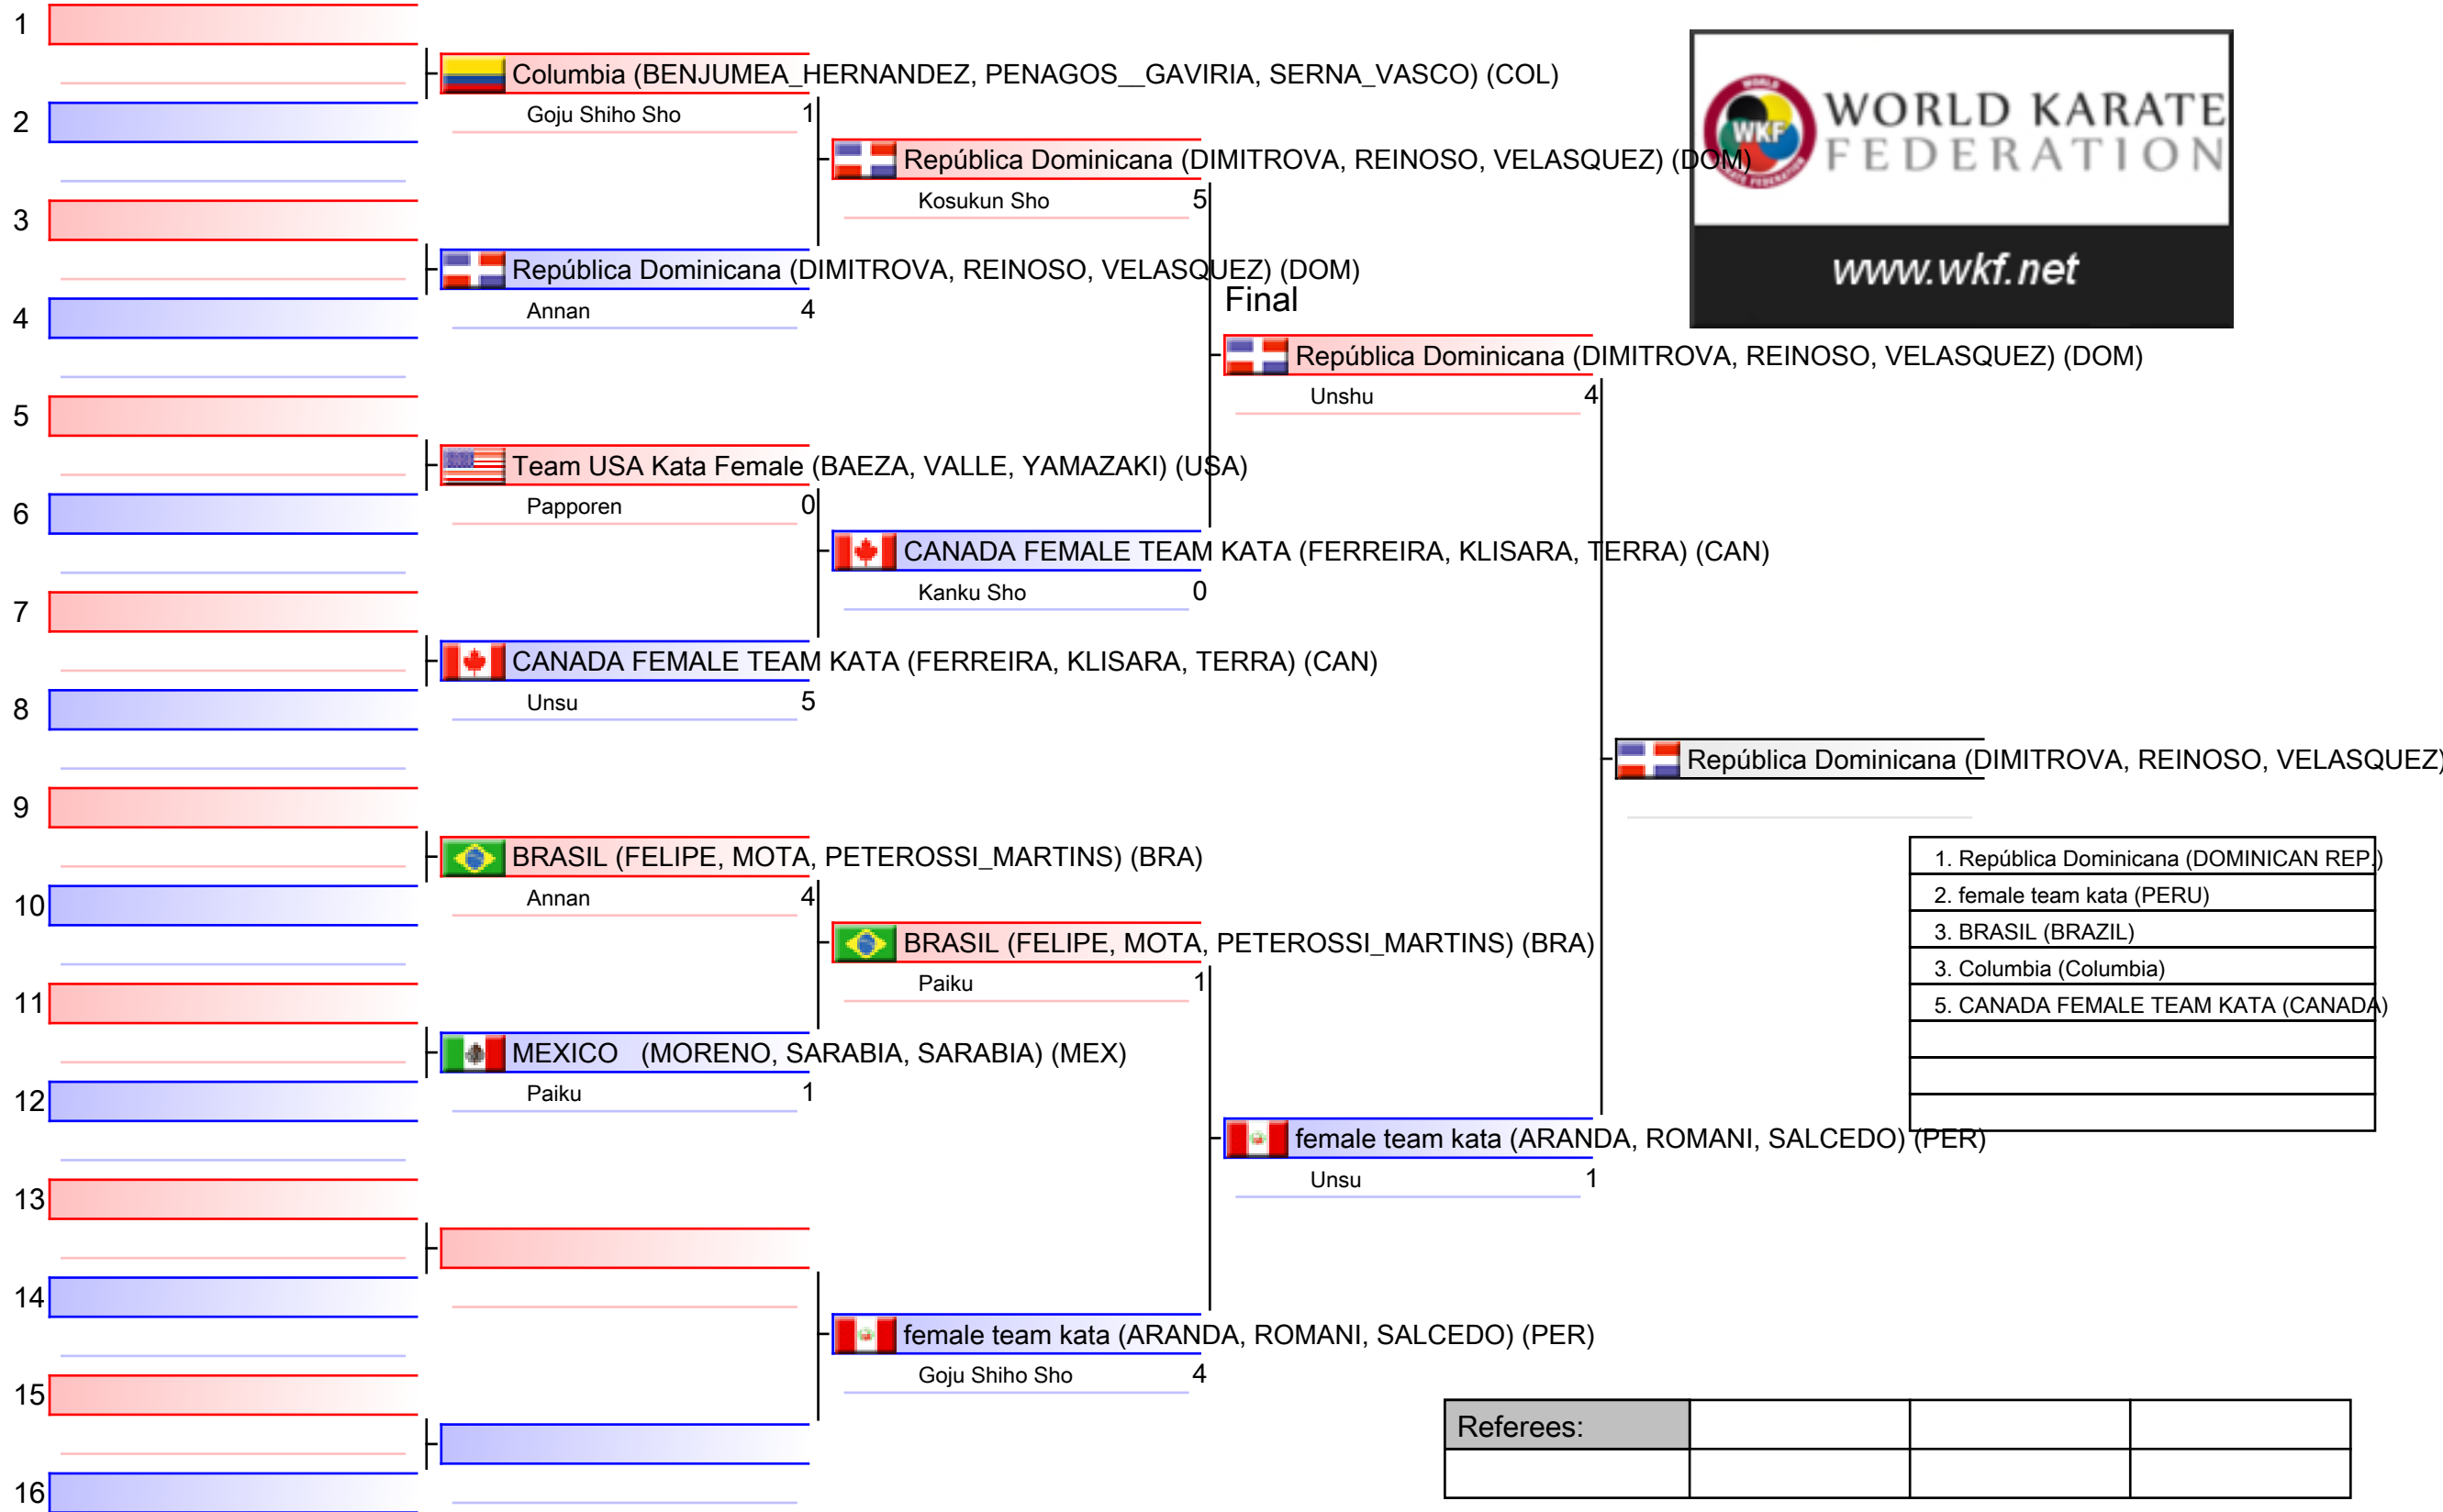 1
Columbia (BENJUMEA_HERNANDEZ, PENAGOS__GAVIRIA, SERNA_VASCO) (COL)
Goju Shiho Sho 1
2
República Dominicana (DIMITROVA, REINOSO, VELASQUEZ) (DOM)
Kosukun Sho 5
3
República Dominicana (DIMITROVA, REINOSO, VELASQUEZ) (DOM)
Annan 4
4
Final
República Dominicana (DIMITROVA, REINOSO, VELASQUEZ) (DOM)
Unshu 4
5
Team USA Kata Female (BAEZA, VALLE, YAMAZAKI) (USA)
Papporen 0
6
CANADA FEMALE TEAM KATA (FERREIRA, KLISARA, TERRA) (CAN)
Kanku Sho 0
7
CANADA FEMALE TEAM KATA (FERREIRA, KLISARA, TERRA) (CAN)
Unsu 5
8
República Dominicana (DIMITROVA, REINOSO, VELASQUEZ)
9
BRASIL (FELIPE, MOTA, PETEROSSI_MARTINS) (BRA)
Annan 4
10
BRASIL (FELIPE, MOTA, PETEROSSI_MARTINS) (BRA)
Paiku 1
11
MEXICO (MORENO, SARABIA, SARABIA) (MEX)
Paiku 1
12
female team kata (ARANDA, ROMANI, SALCEDO) (PER)
Unsu 1
13
14
female team kata (ARANDA, ROMANI, SALCEDO) (PER)
Goju Shiho Sho 4
15
16
WORLD
WKF
KARATE FEDERATION
WORLD KARATE
FEDERATION
www.wkf.net
1. República Dominicana (DOMINICAN REP.)
2. female team kata (PERU)
3. BRASIL (BRAZIL)
3. Columbia (Columbia)
5. CANADA FEMALE TEAM KATA (CANADA)
Referees: